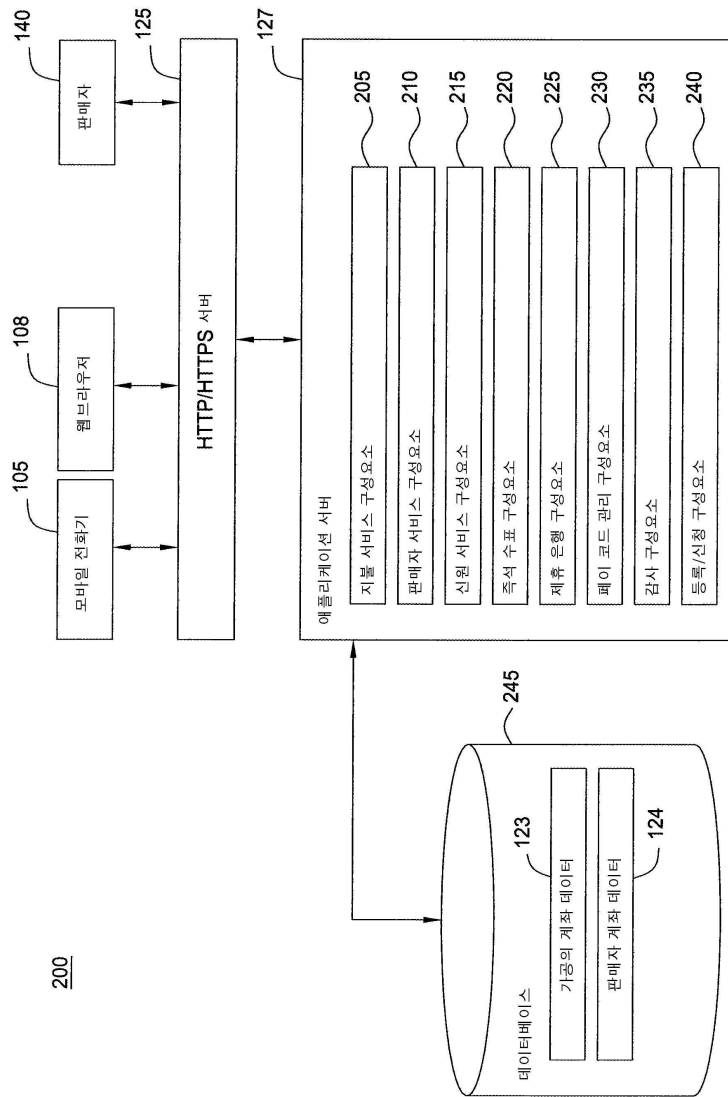 200
105
모바일 전화기
108
웹브라우저
140
판매자
125
HTTP/HTTPS 서버
127
애플리케이션 서버
지불 서비스 구성요소
205
판매자 서비스 구성요소
210
신원 서비스 구성요소
215
즉석 수표 구성요소
220
제휴 은행 구성요소
225
페이 코드 관리 구성요소
230
감사 구성요소
235
등록/신청 구성요소
240
245
데이터베이스
가공의 계좌 데이터
123
판매자 계좌 데이터
124